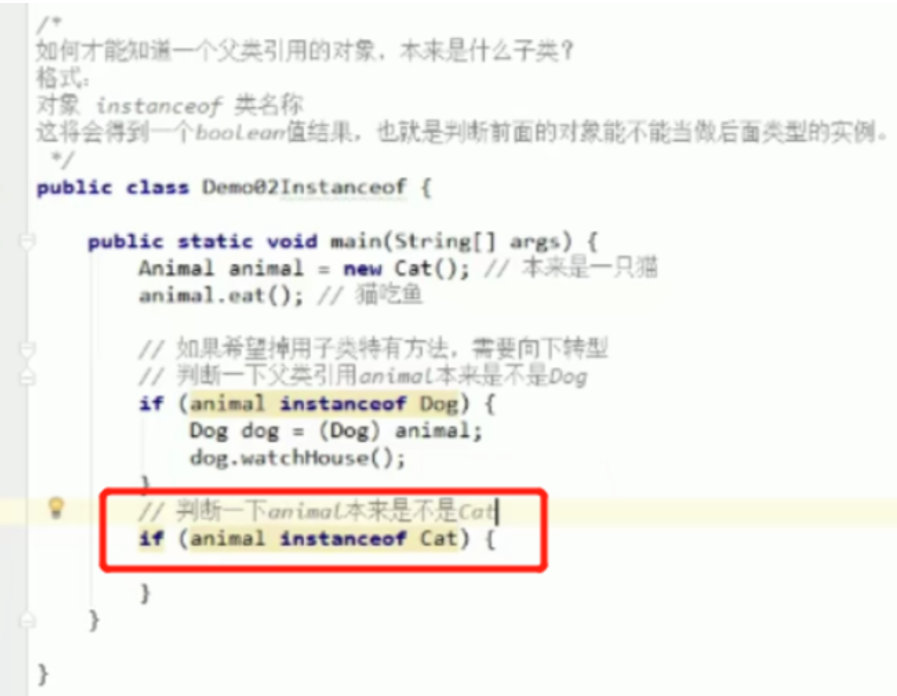 /*
如何才能知道一个父类引用的对象，本来是什么子类？
格式：
对象 instanceof 类名称
这将会得到一个boolean值结果，也就是判断前面的对象能不能当做后面类型的实例。
*/
public class Demo02Instanceof {
public static void main(String[] args) {
Animal animal = new Cat(); // 本来是一只猫
animal.eat(); // 猫吃鱼
// 如果希望掉用子类特有方法，需要向下转型
// 判断一下父类引用animal本来是不是Dog
if (animal instanceof Dog) {
Dog dog = (Dog) animal;
dog.watchHouse();
}
// 判断一下animal本来是不是Cat
if (animal instanceof Cat) {
}
}
}